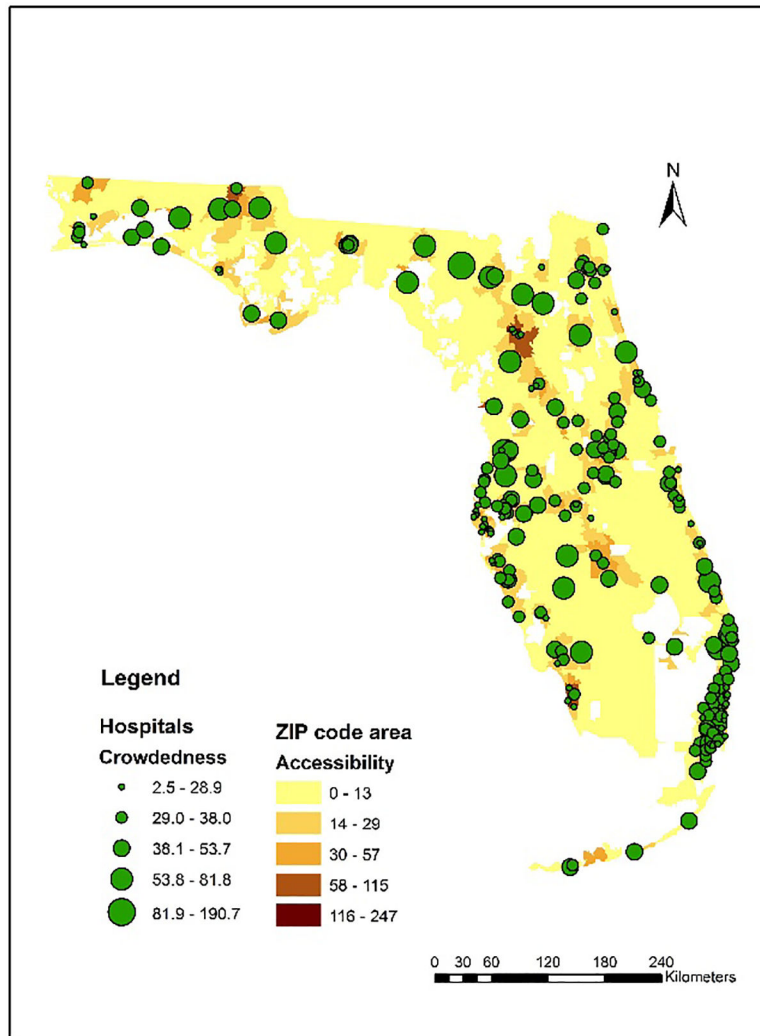 N
Legend
Hospitals
Crowdedness
2.5 - 28.9
29.0 - 38.0
38.1 - 53.7
53.8 - 81.8
81.9 - 190.7
ZIP code area
Accessibility
0 - 13
14 - 29
30 - 57
58 - 115
116 - 247
0 30 60 120 180 240
Kilometers